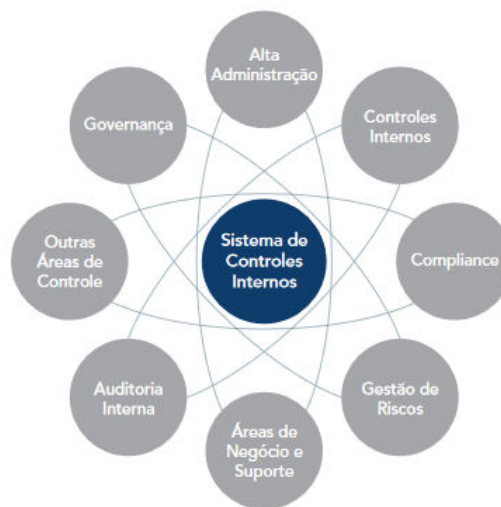 Alta
Administração
Governança
Controles
Internos
Outras
Áreas de
Controle
Sistema de
Controles
Internos
Compliance
Auditoria
Interna
Gestão de
Riscos
Áreas de
Negócio e
Suporte